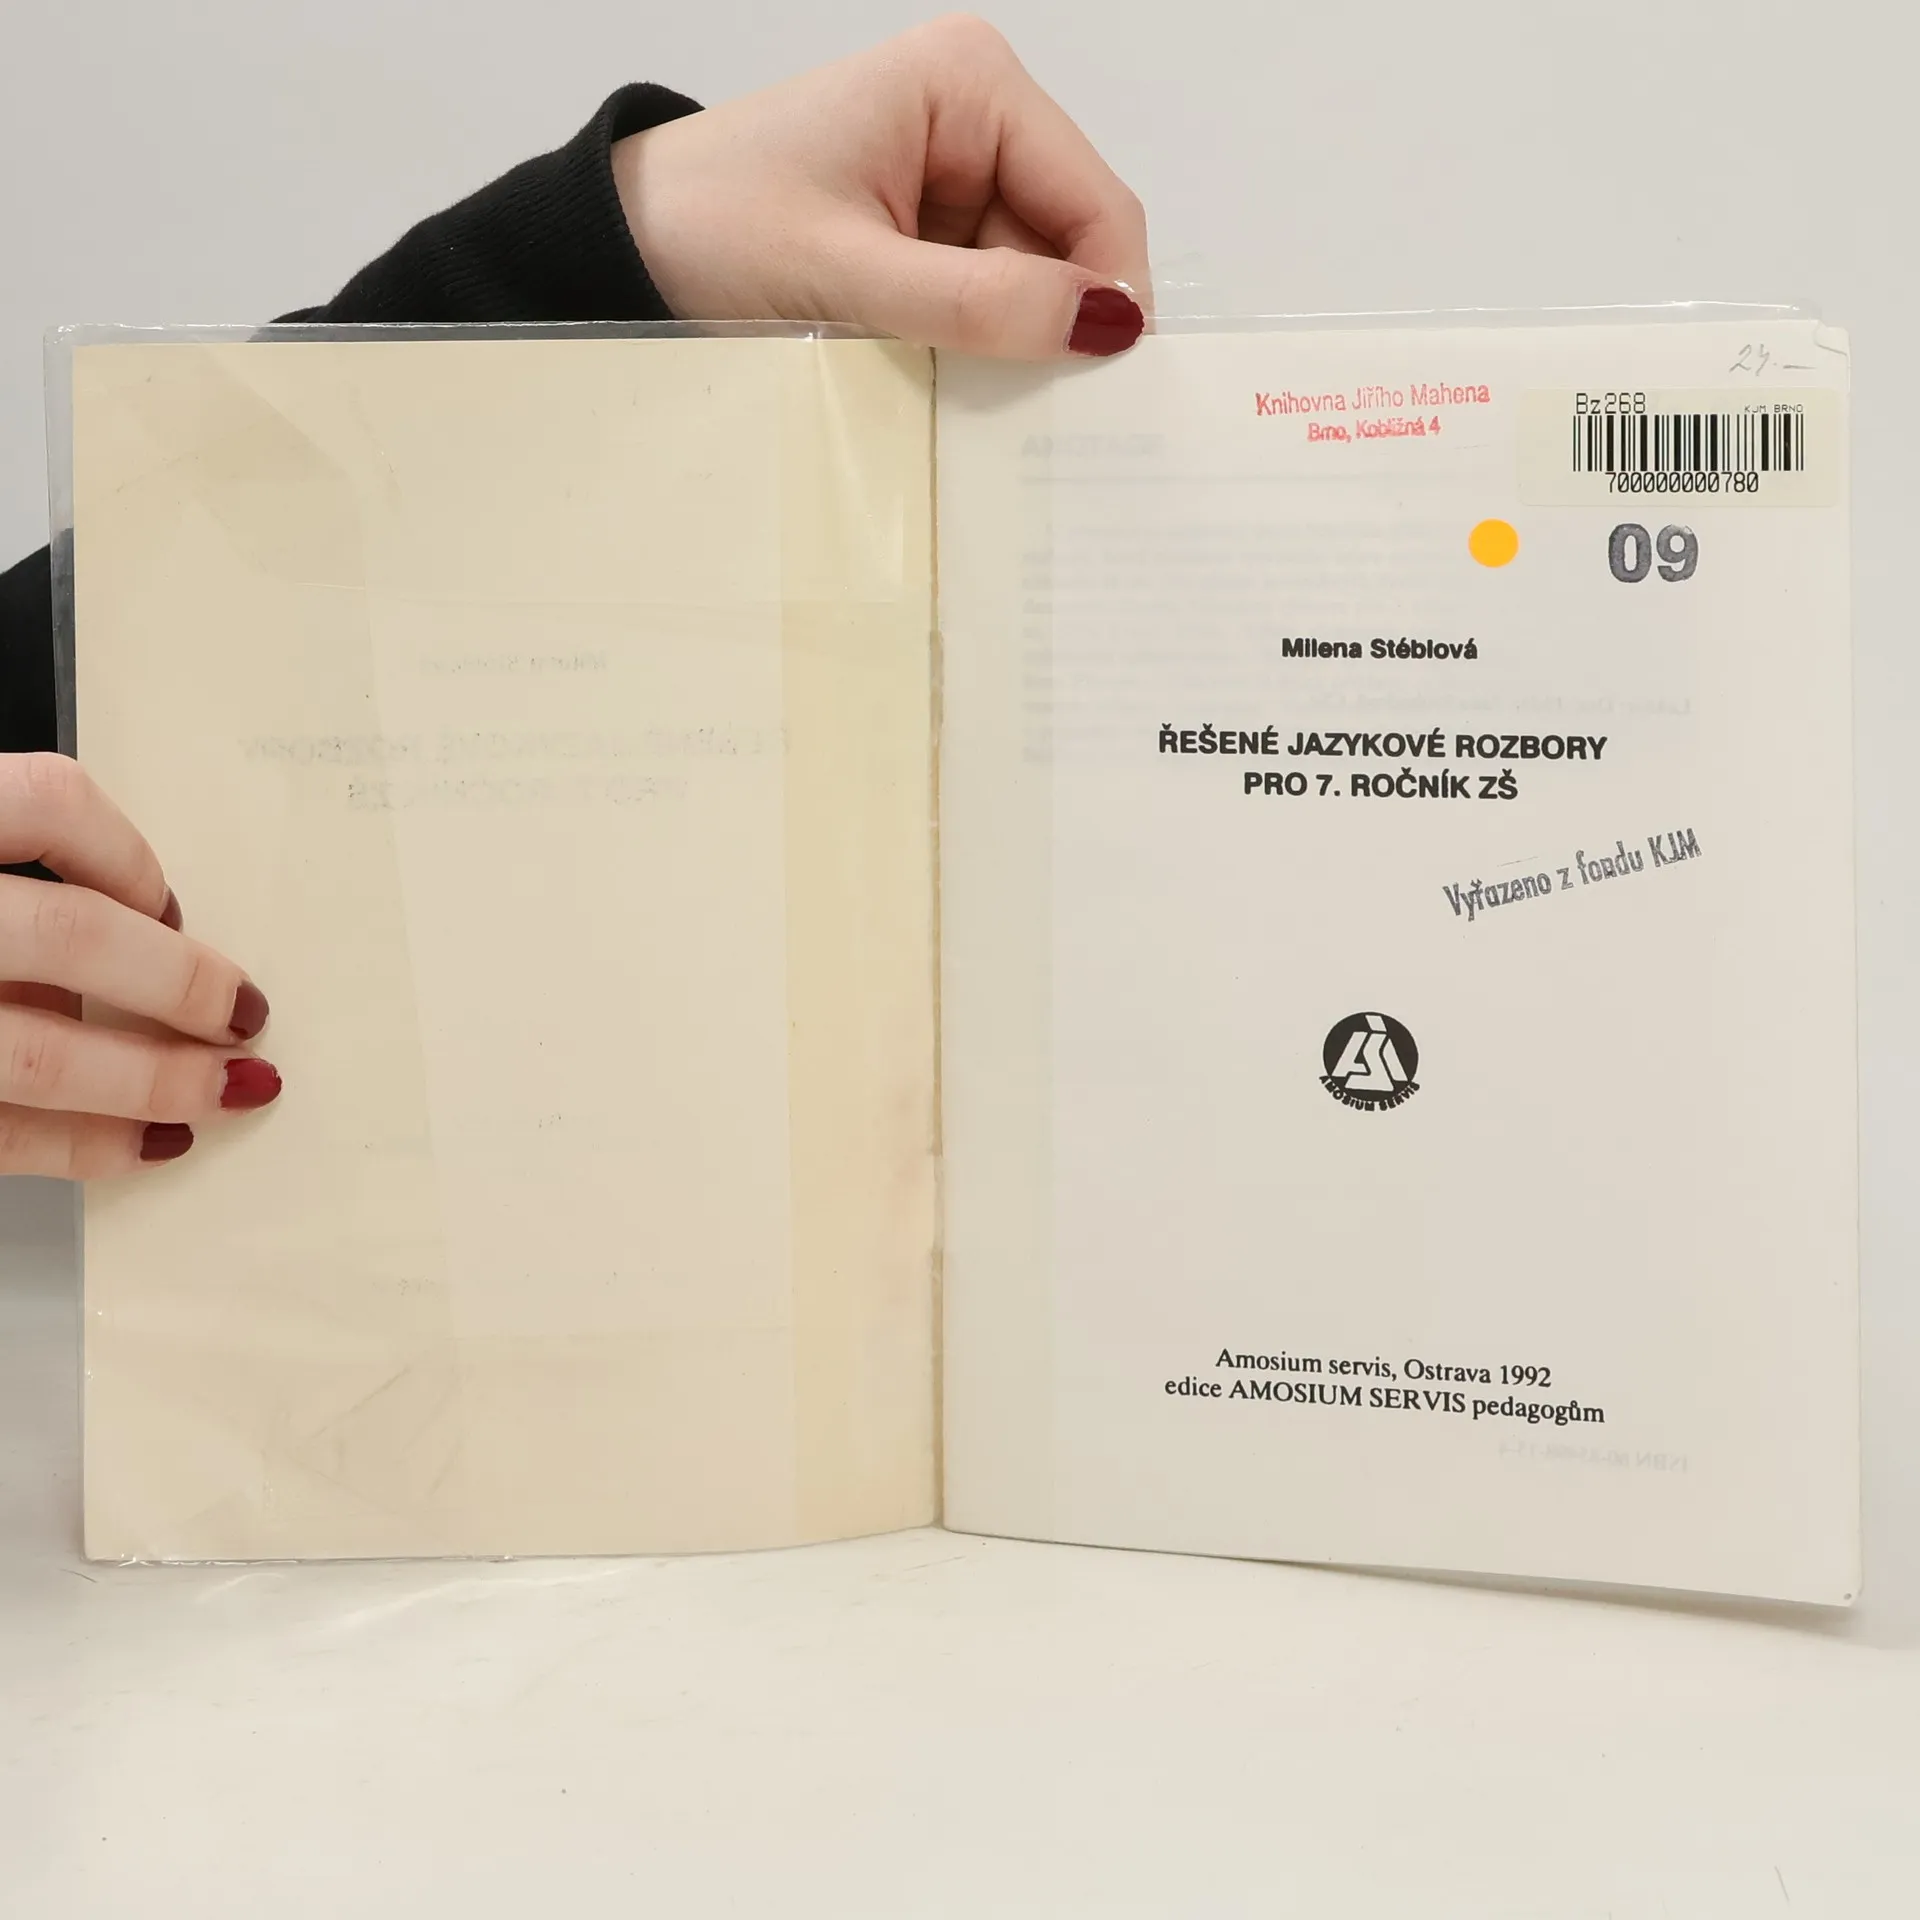 24.—
Knihovna Jiřího Mahena
Brno, Kobližná 4
Bz268
KJM BRNO
700000000780
09
Milena Stéblová
ŘEŠENÉ JAZYKOVÉ ROZBORY
PRO 7. ROČNÍK ZŠ
Vyřazeno z fondu KJM
AMOSIUM SERVIS
Amosium servis, Ostrava 1992
edice AMOSIUM SERVIS pedagogům